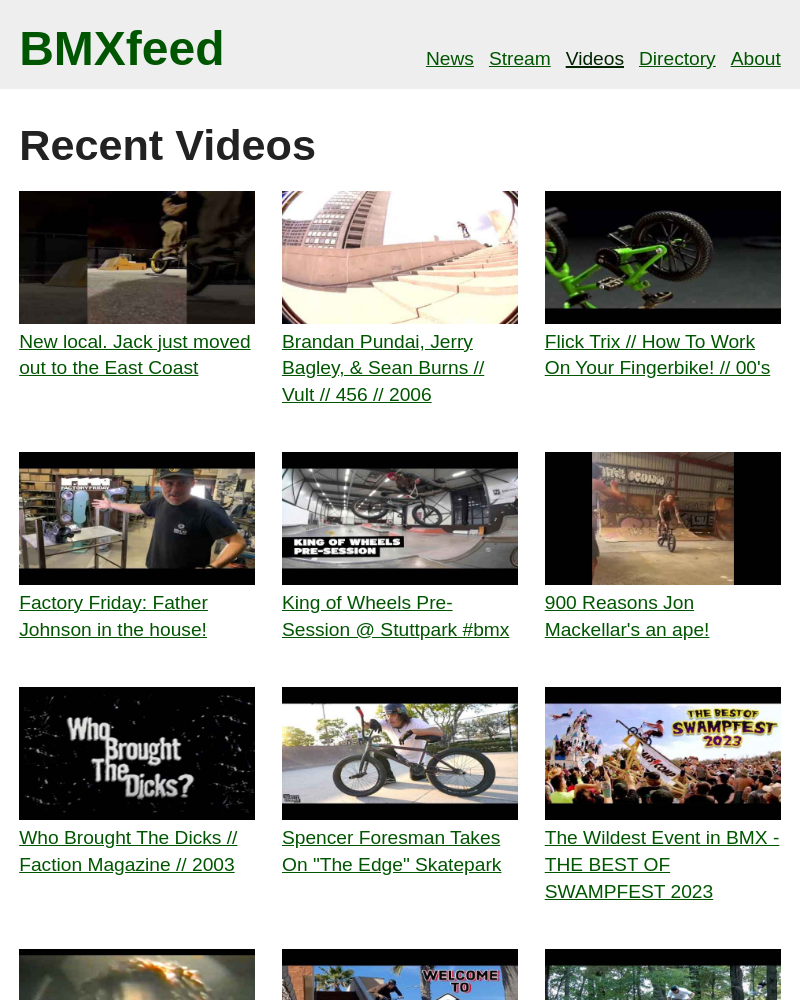 BMXfeed
News Stream Videos Directory About
Recent Videos
New local. Jack just moved
out to the East Coast
Brandan Pundai, Jerry
Bagley, & Sean Burns //
Vult // 456 // 2006
Flick Trix // How To Work
On Your Fingerbike! // 00's
FACTORY FRIDAY
Factory Friday: Father
Johnson in the house!
KING OF WHEELS
PRE-SESSION
King of Wheels Pre-
Session @ Stuttpark #bmx
900 Reasons Jon
Mackellar's an ape!
Who
Brought
The
Dicks?
Who Brought The Dicks //
Faction Magazine // 2003
Spencer Foresman Takes
On "The Edge" Skatepark
THE BEST OF
SWAMPFEST
2023
The Wildest Event in BMX -
THE BEST OF
SWAMPFEST 2023
WELCOME
TO